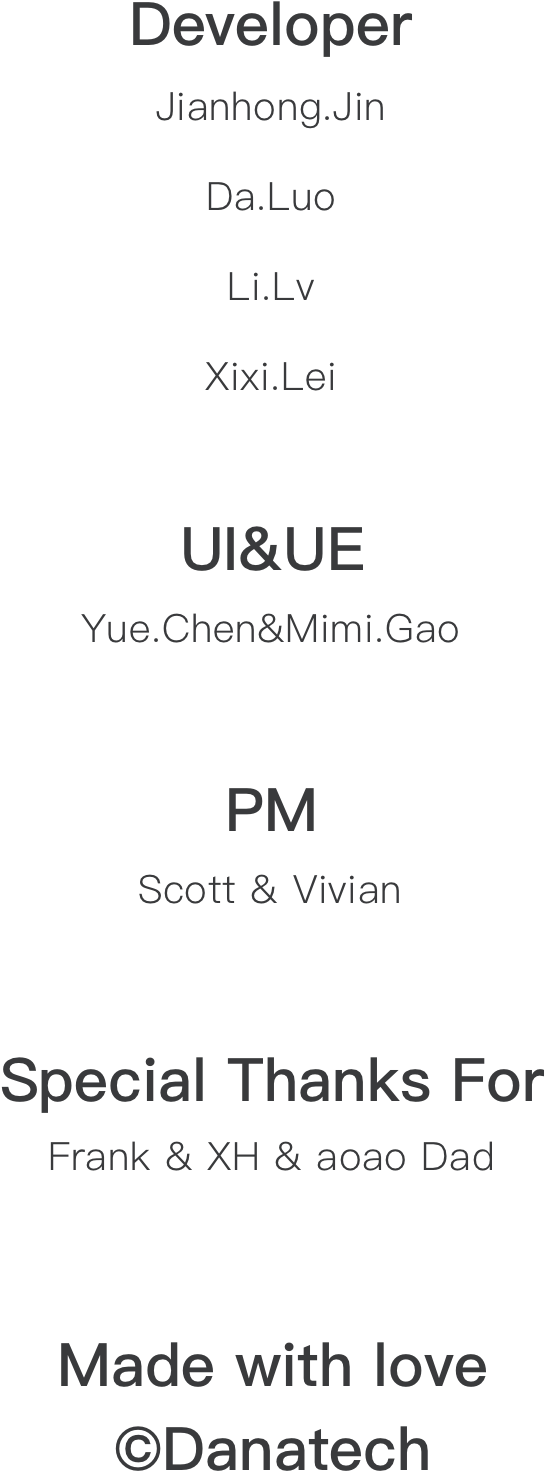 Developer
Jianhong.Jin
Da.Luo
Li.Lv
Xixi.Lei
UI&UE
Yue.Chen&Mimi.Gao
PM
Scott & Vivian
Special Thanks For
Frank & XH & aoao Dad
Made with love
©Danatech